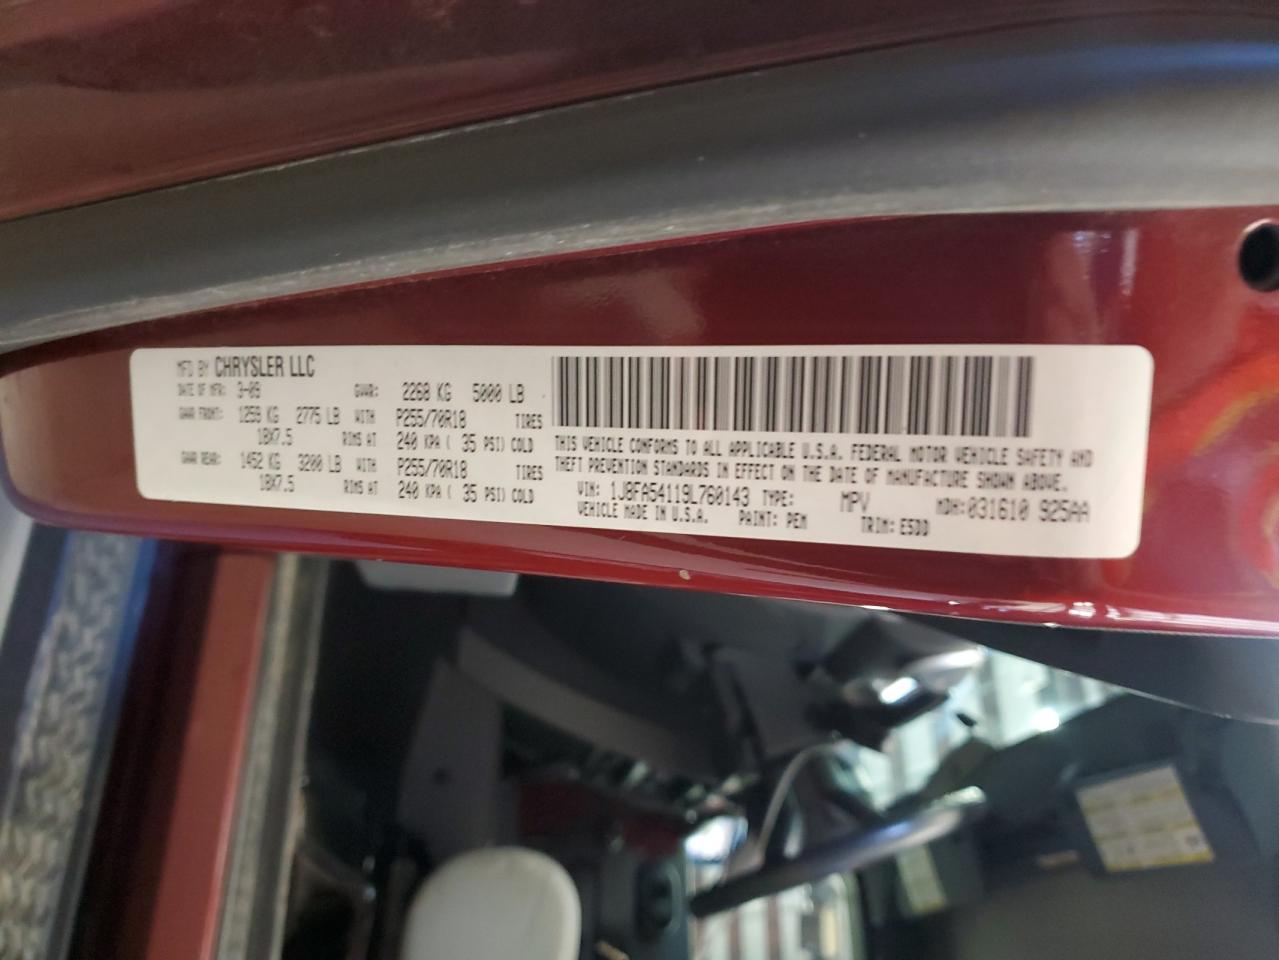 MFD BY CHRYSLER LLC
DATE OF MFR: 3-09 GVWR: 2268 KG 5000 LB
GAWR FRONT: 1259 KG 2775 LB WITH P255/70R18 TIRES
18X7.5 RIMS AT 240 KPA ( 35 PSI) COLD
GAWR REAR: 1452 KG 3200 LB WITH P255/70R18 TIRES
18X7.5 RIMS AT 240 KPA ( 35 PSI) COLD
THIS VEHICLE CONFORMS TO ALL APPLICABLE U.S.A. FEDERAL MOTOR VEHICLE SAFETY AND
THEFT PREVENTION STANDARDS IN EFFECT ON THE DATE OF MANUFACTURE SHOWN ABOVE.
VIN: 1J8FA54119L760143 TYPE: MPV MDH: 031610 925AA
VEHICLE MADE IN U.S.A. PAINT: PEM TRIM: E5DD